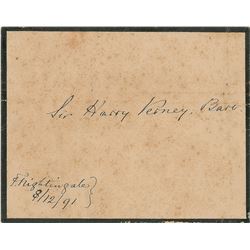 Sir Harry Verney, Bart
F. Nightingale
8/12/91